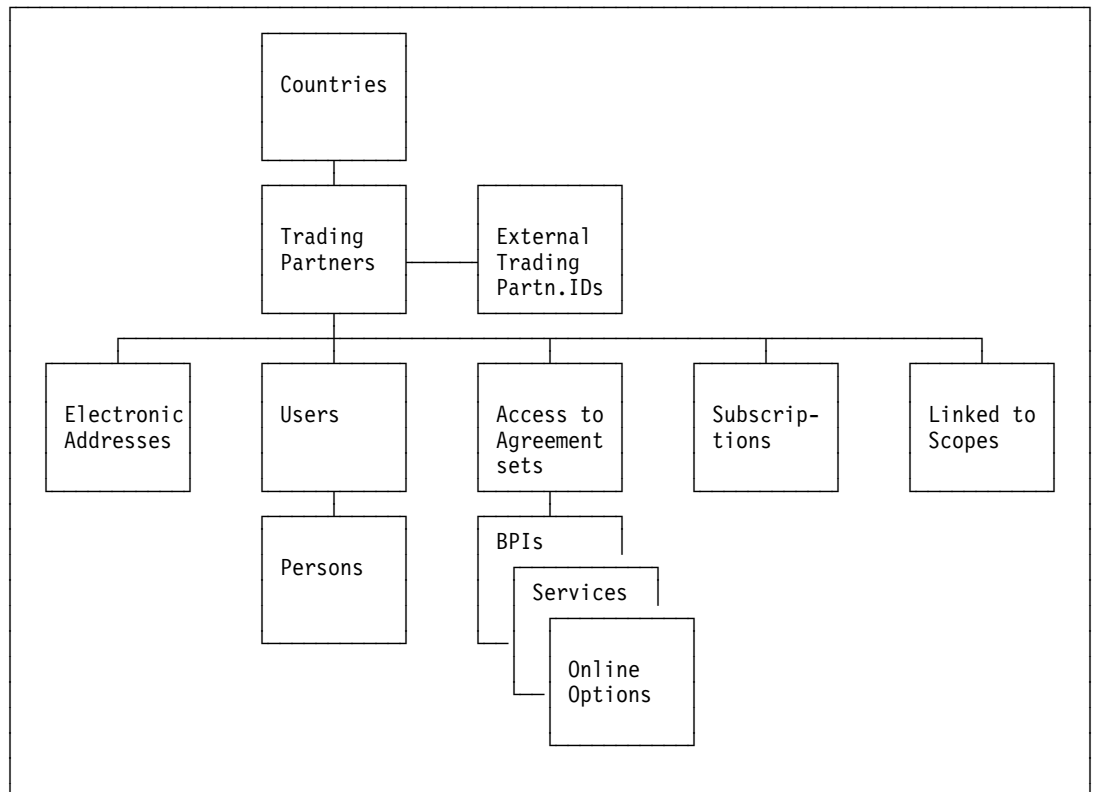 Countries
Trading
Partners
External
Trading
Partn.IDs
Electronic
Addresses
Users
Access to
Agreement
sets
Subscrip-
tions
Linked to
Scopes
Persons
BPIs
Services
Online
Options